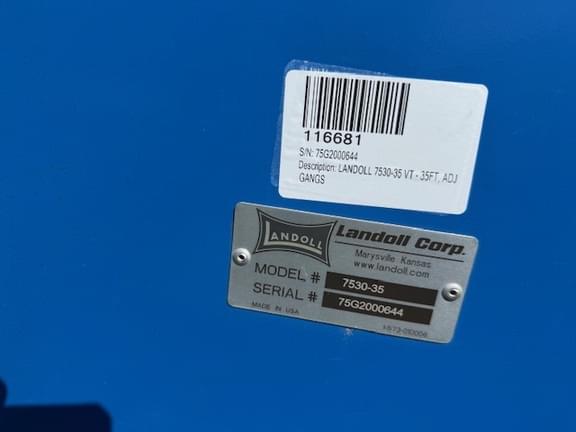 116681
S/N: 75G2000644
Description: LANDOLL 7530-35 VT - 35FT, ADJ
GANGS
LANDOLL
Landoll Corp.
Marysville Kansas
www.landoll.com
MODEL # 7530-35
SERIAL # 75G2000644
MADE IN USA